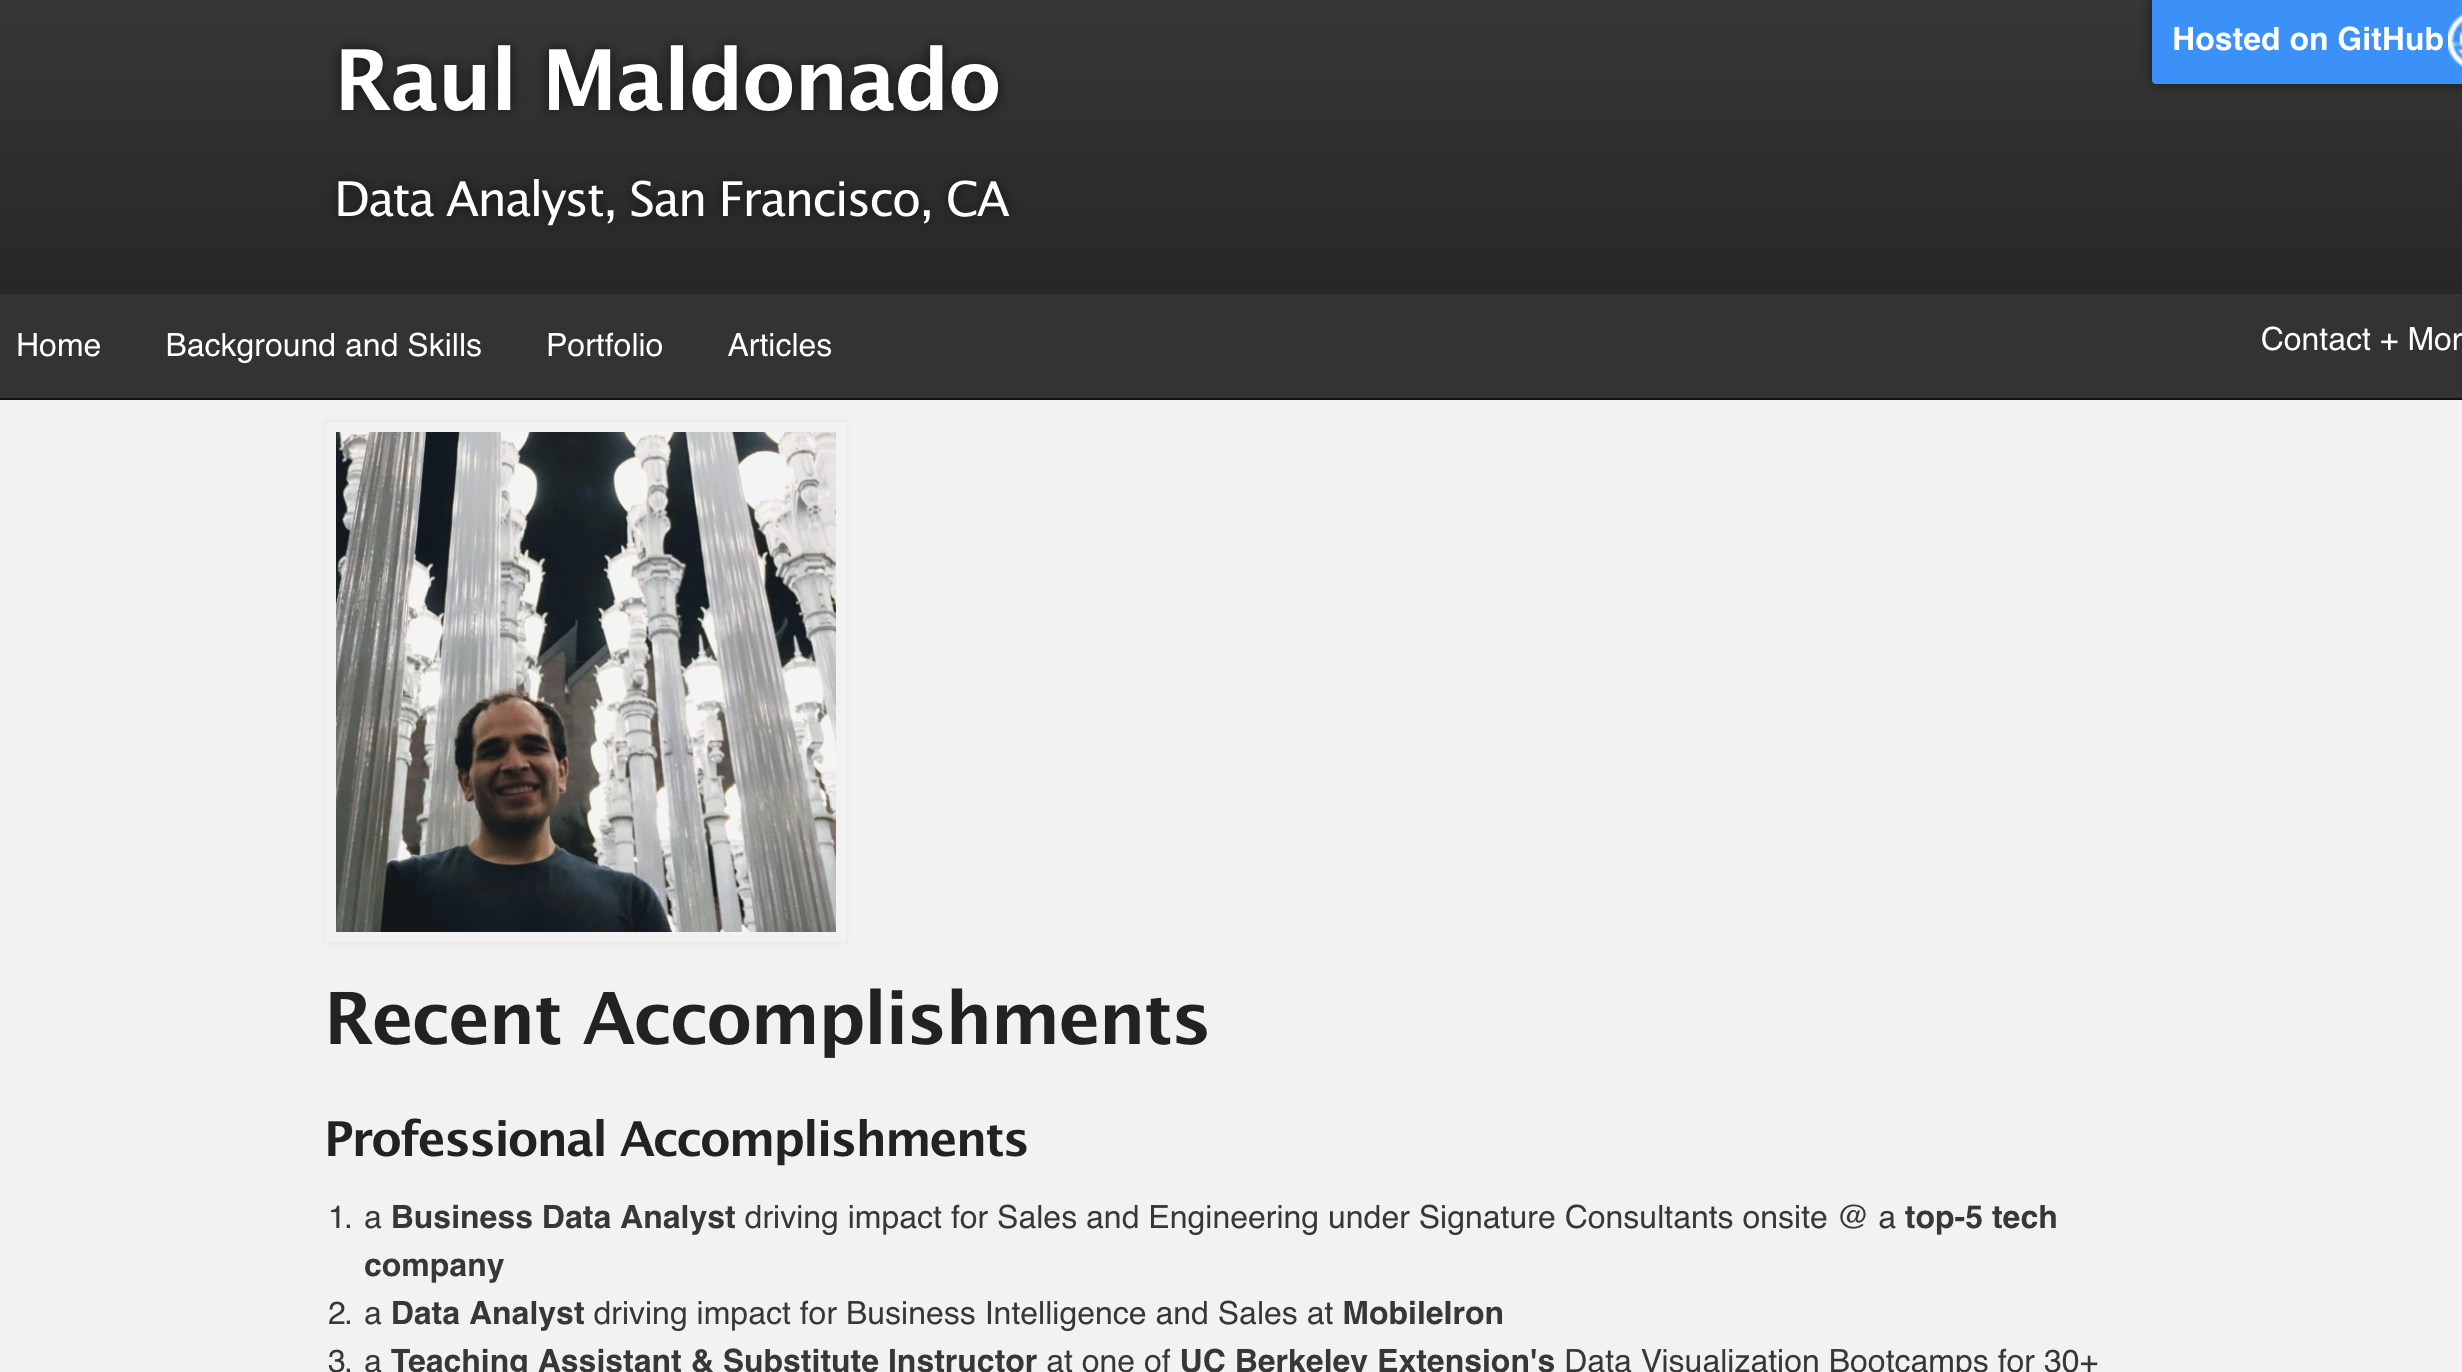 Raul Maldonado
Hosted on GitHub
Data Analyst, San Francisco, CA
Home Background and Skills Portfolio Articles Contact + Mor
Recent Accomplishments
Professional Accomplishments
1. a Business Data Analyst driving impact for Sales and Engineering under Signature Consultants onsite @ a top-5 tech
company
2. a Data Analyst driving impact for Business Intelligence and Sales at MobileIron
3. a Teaching Assistant & Substitute Instructor at one of UC Berkeley Extension's Data Visualization Bootcamps for 30+